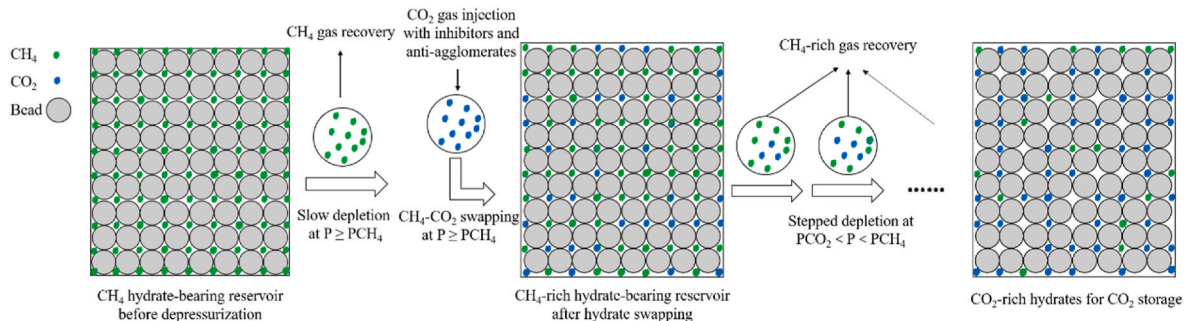 CH₄
CO₂
Bead
CH₄ hydrate-bearing reservoir
before depressurization
CH₄ gas recovery
Slow depletion
at P ≥ PCH₄
CO₂ gas injection
with inhibitors and
anti-agglomerates
CH₄-CO₂ swapping
at P ≥ PCH₄
CH₄-rich hydrate-bearing reservoir
after hydrate swapping
CH₄-rich gas recovery
Stepped depletion at
PCO₂ < P < PCH₄
......
CO₂-rich hydrates for CO₂ storage